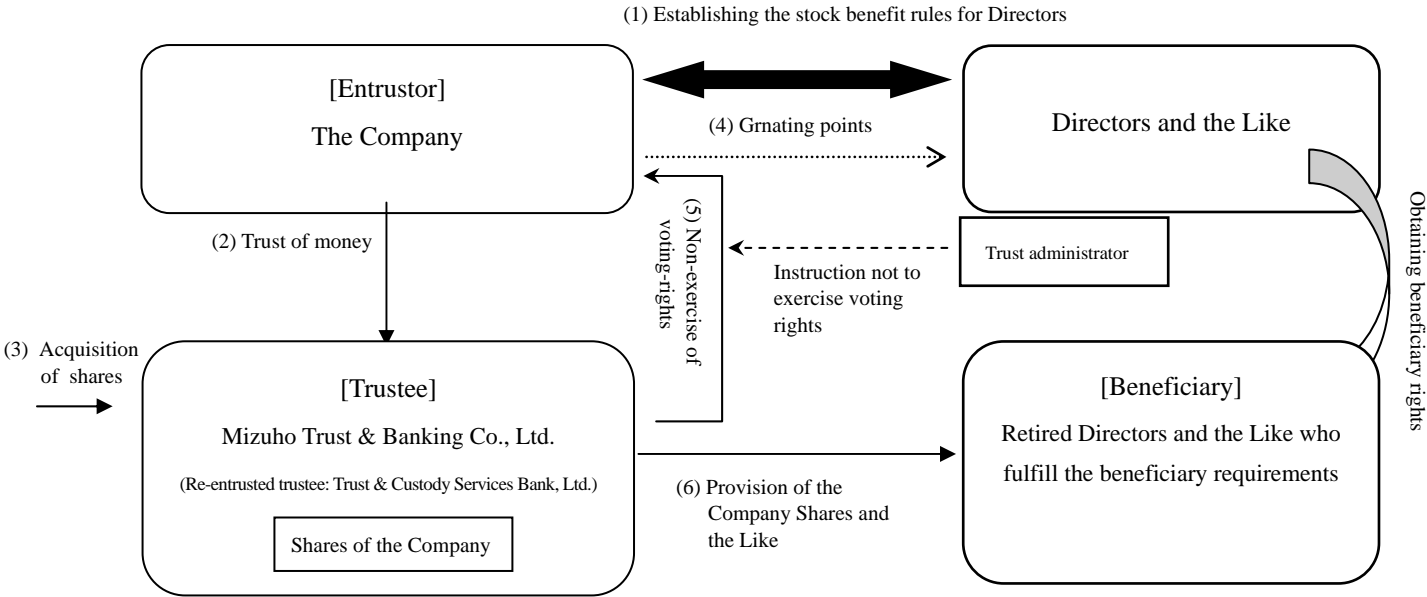 (1) Establishing the stock benefit rules for Directors
[Entrustor]
The Company
(4) Grnating points
Directors and the Like
(2) Trust of money
(5) Non-exercise of
voting-rights
Instruction not to
exercise voting
rights
Trust administrator
Obtaining beneficiary rights
(3) Acquisition
of shares
[Trustee]
Mizuho Trust & Banking Co., Ltd.
(Re-entrusted trustee: Trust & Custody Services Bank, Ltd.)
Shares of the Company
(6) Provision of the
Company Shares and
the Like
[Beneficiary]
Retired Directors and the Like who
fulfill the beneficiary requirements